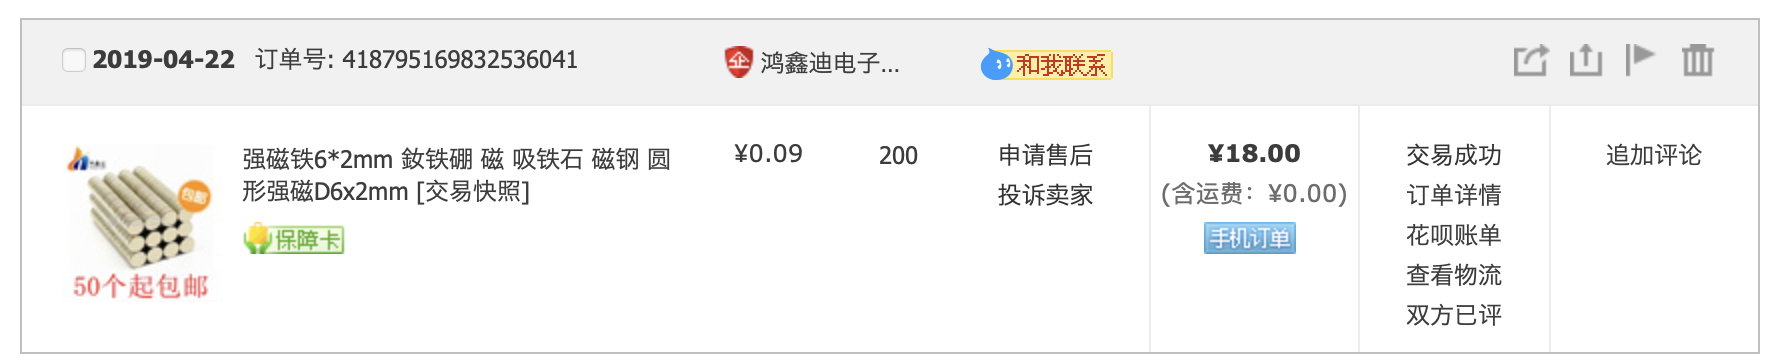 2019-04-22 订单号: 418795169832536041
企 鸿鑫迪电子...
和我联系
强磁铁6*2mm 钕铁硼 磁 吸铁石 磁钢 圆
形强磁D6x2mm [交易快照]
保障卡
包邮
50个起包邮
¥0.09
200
申请售后
投诉卖家
¥18.00
(含运费：¥0.00)
手机订单
交易成功
订单详情
花呗账单
查看物流
双方已评
追加评论